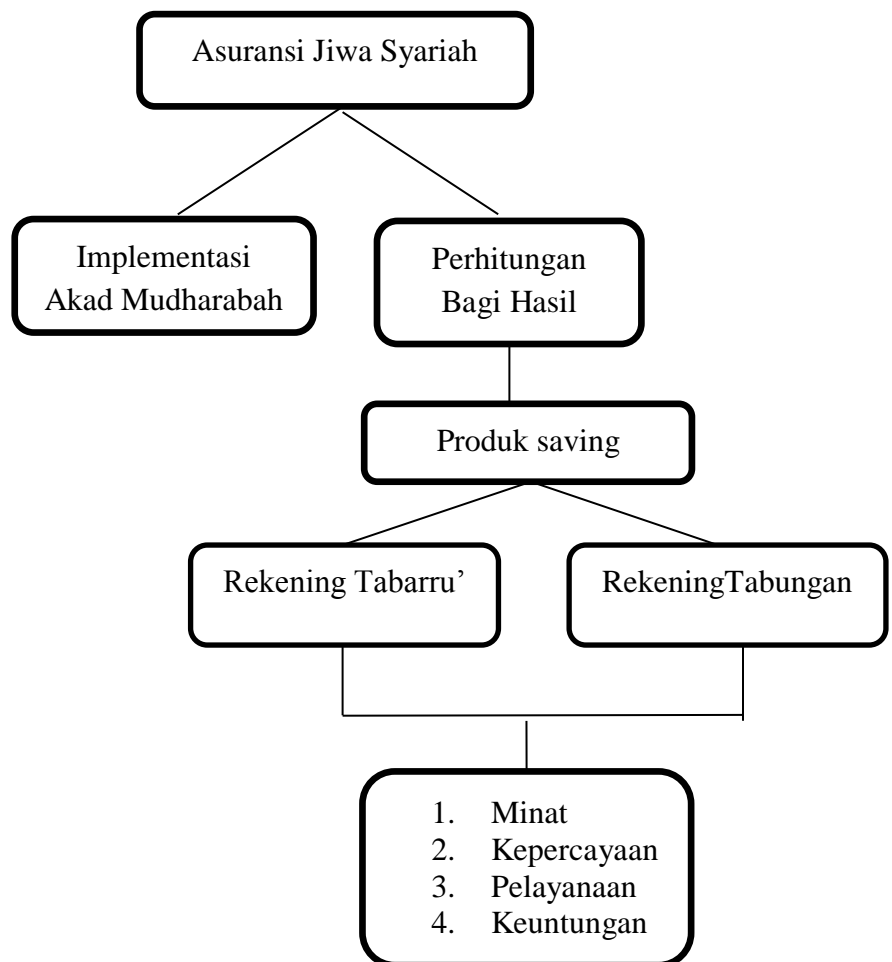 Asuransi Jiwa Syariah
Implementasi
Akad Mudharabah
Perhitungan
Bagi Hasil
Produk saving
Rekening Tabarru’
RekeningTabungan
1. Minat
2. Kepercayaan
3. Pelayanaan
4. Keuntungan